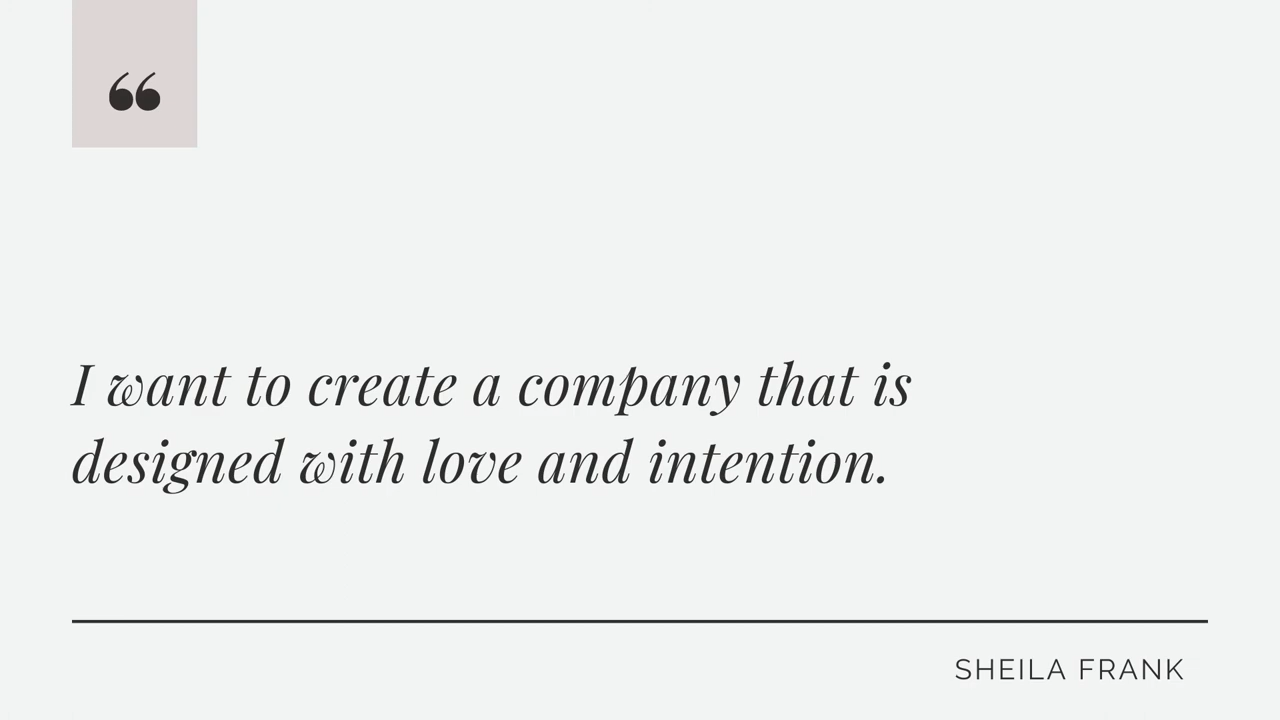 “
I want to create a company that is
designed with love and intention.
SHEILA FRANK